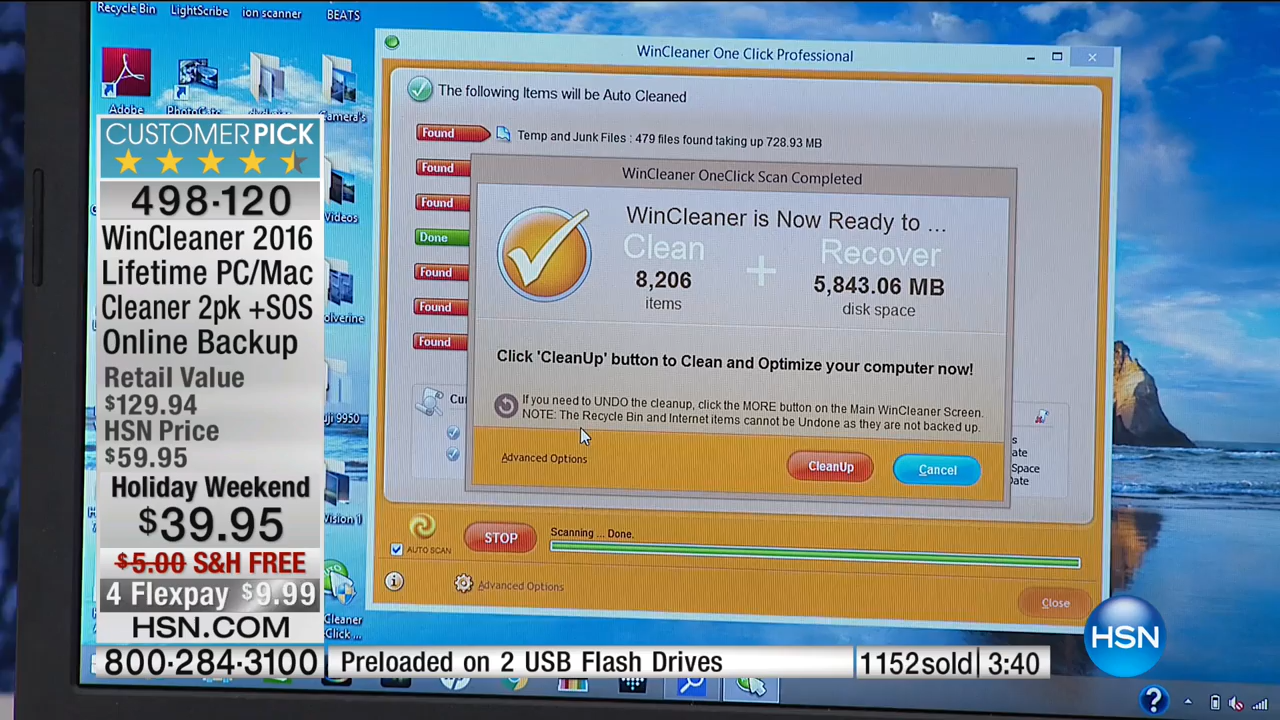 Recycle Bin
LightScribe
ion scanner
BEATS
Adobe
Camera's
Videos
Vision 1
Cleaner
Click ...
CUSTOMER PICK
498-120
WinCleaner 2016
Lifetime PC/Mac
Cleaner 2pk +SOS
Online Backup
Retail Value
$129.94
HSN Price
$59.95
Holiday Weekend
$39.95
$5.00 S&H FREE
4 Flexpay $9.99
HSN.COM
WinCleaner One Click Professional
The following Items will be Auto Cleaned
Found
Temp and Junk Files : 479 files found taking up 728.93 MB
Found
Found
Done
Found
Found
Found
WinCleaner OneClick Scan Completed
WinCleaner is Now Ready to ...
Clean + Recover
8,206
5,843.06 MB
items
disk space
Click 'CleanUp' button to Clean and Optimize your computer now!
If you need to UNDO the cleanup, click the MORE button on the Main WinCleaner Screen.
NOTE: The Recycle Bin and Internet items cannot be Undone as they are not backed up.
Advanced Options
CleanUp
Cancel
STOP
Scanning ... Done.
AUTO SCAN
Advanced Options
Close
HSN
800-284-3100
Preloaded on 2 USB Flash Drives
1152sold
3:40